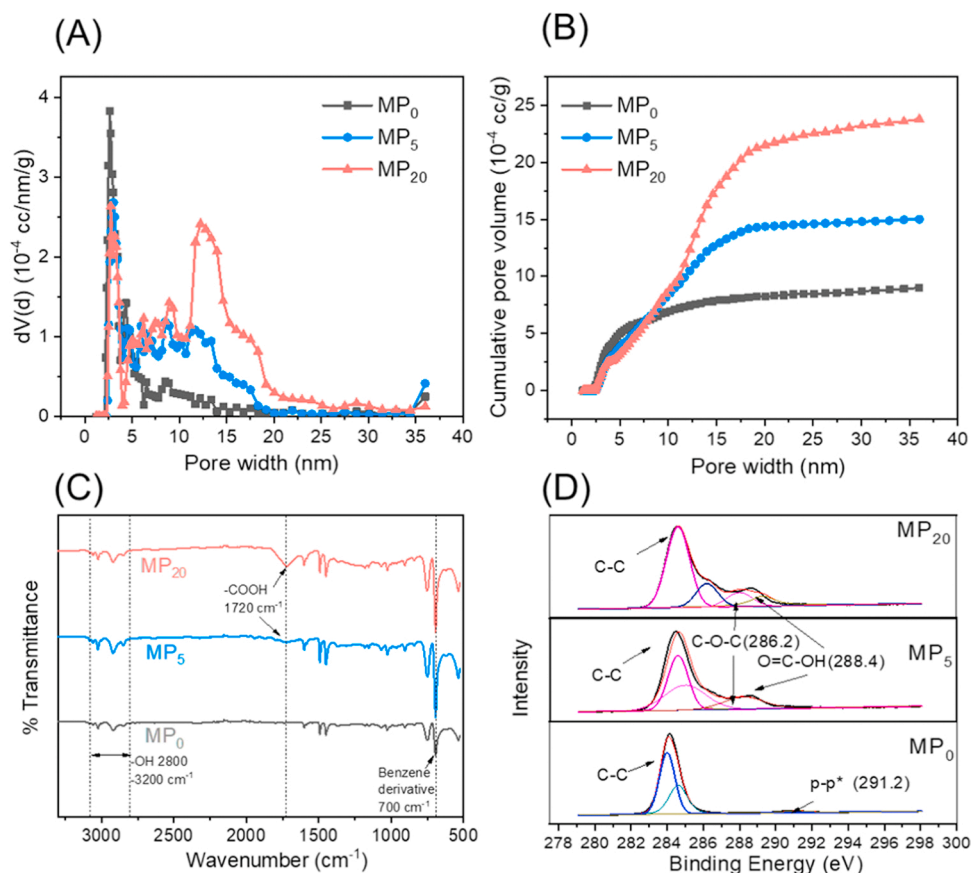 (A)
MP₀
MP₅
MP₂₀
dV(d) (10⁻⁴ cc/nm/g)
4
3
2
1
0
0 5 10 15 20 25 30 35 40
Pore width (nm)
(B)
MP₀
MP₅
MP₂₀
Cumulative pore volume (10⁻⁴ cc/g)
25
20
15
10
5
0
0 5 10 15 20 25 30 35 40
Pore width (nm)
(C)
% Transmittance
MP₂₀
-COOH
1720 cm⁻¹
MP₅
MP₀
-OH 2800
-3200 cm⁻¹
Benzene
derivative
700 cm⁻¹
3000 2500 2000 1500 1000 500
Wavenumber (cm⁻¹)
(D)
Intensity
MP₂₀
C-C
C-O-C(286.2)
O=C-OH(288.4)
MP₅
C-C
MP₀
C-C
p-p* (291.2)
278 280 282 284 286 288 290 292 294 296 298
Binding Energy (eV)